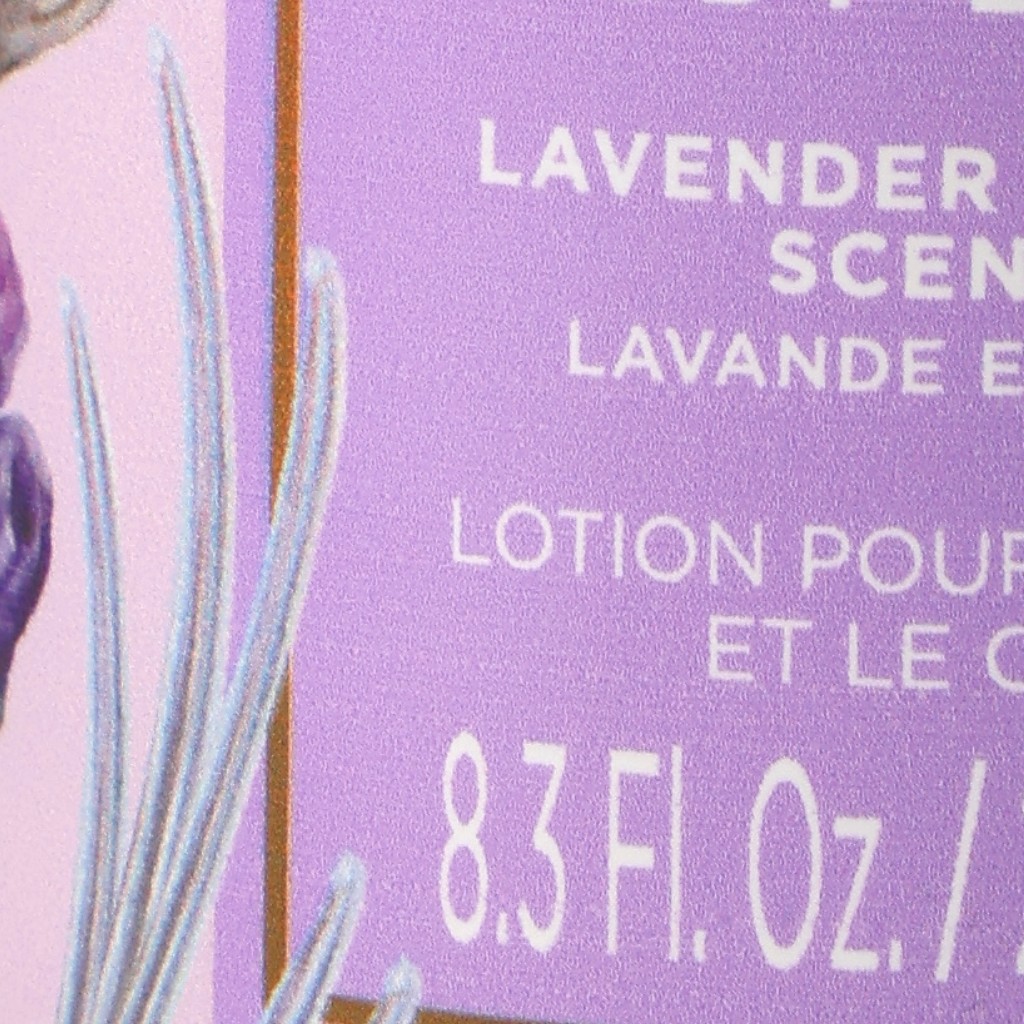 LAVENDER
SCEN
LAVANDE E
LOTION POUR
ET LE C
8.3 Fl. Oz. /